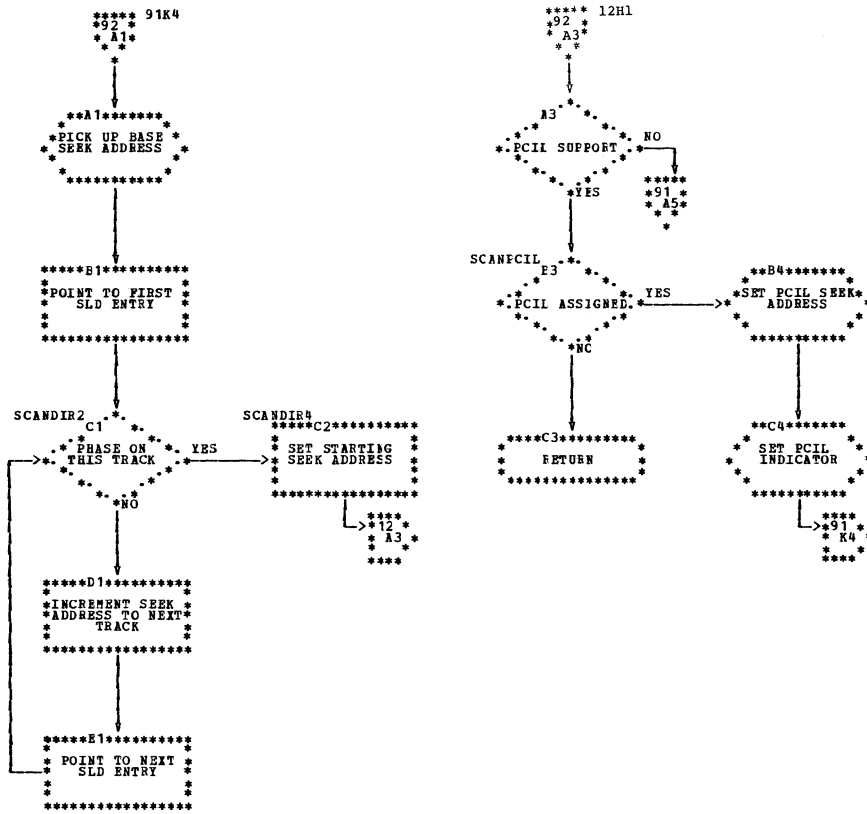 91K4
92
A1
A1
PICK UP BASE
SEEK ADDRESS
B1
POINT TO FIRST
SLD ENTRY
SCANDIR2
C1
PHASE ON
THIS TRACK
YES
NO
SCANDIR4
C2
SET STARTING
SEEK ADDRESS
12
A3
D1
INCREMENT SEEK
ADDRESS TO NEXT
TRACK
E1
POINT TO NEXT
SLD ENTRY
12H1
92
A3
A3
PCIL SUPPORT
NO
YES
91
A5
SCANPCIL
B3
PCIL ASSIGNED
YES
NO
B4
SET PCIL SEEK
ADDRESS
C3
RETURN
C4
SET PCIL
INDICATOR
91
K4